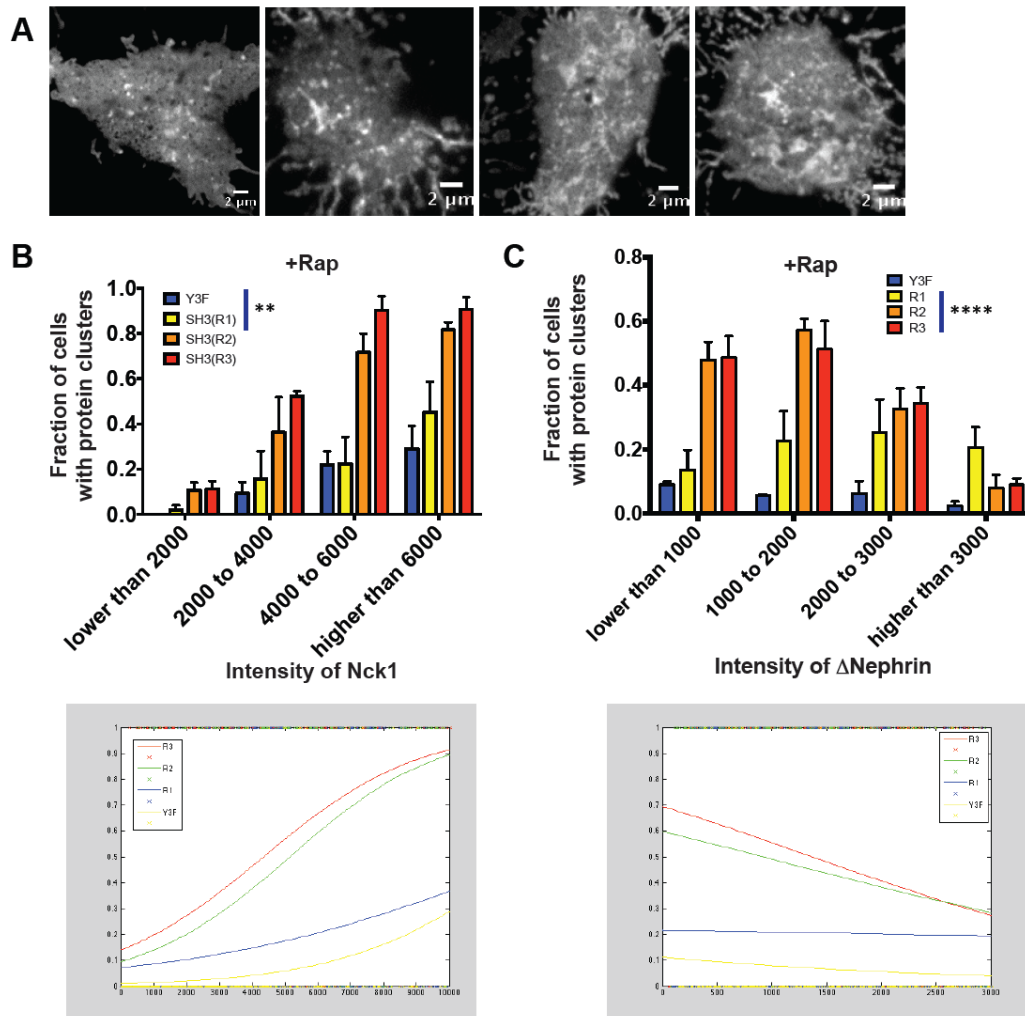 A
2 µm
2 µm
2 µm
2 µm
B
+Rap
Fraction of cells
with protein clusters
1.0
0.8
0.6
0.4
0.2
0.0
Y3F
SH3(R1)
SH3(R2)
SH3(R3)
**
lower than 2000
2000 to 4000
4000 to 6000
higher than 6000
Intensity of Nck1
C
+Rap
Fraction of cells
with protein clusters
0.8
0.6
0.4
0.2
0.0
Y3F
R1
R2
R3
****
lower than 1000
1000 to 2000
2000 to 3000
higher than 3000
Intensity of ΔNephrin
1
0.9
0.8
0.7
0.6
0.5
0.4
0.3
0.2
0.1
0
R3
R2
R1
Y3F
0 1000 2000 3000 4000 5000 6000 7000 8000 9000 10000
1
0.9
0.8
0.7
0.6
0.5
0.4
0.3
0.2
0.1
0
R3
R2
R1
Y3F
0 500 1000 1500 2000 2500 3000